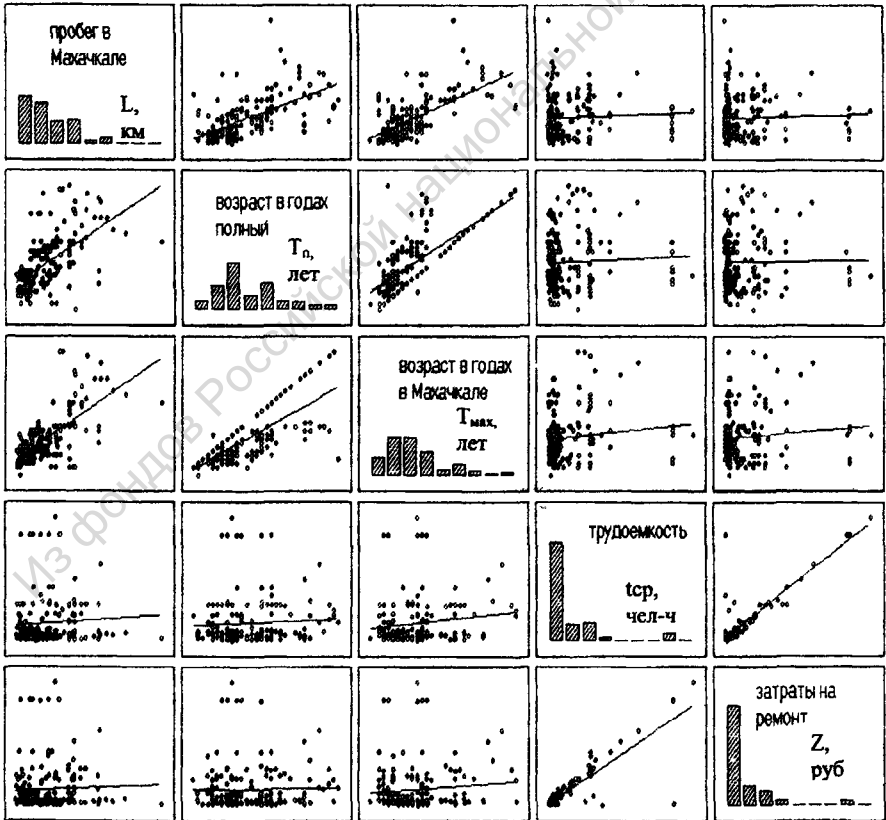 пробег в
Махачкале
L,
км
возраст в годах
полный
Tп,
лет
возраст в годах
в Махачкале
Tмах,
лет
трудоемкость
tср,
чел-ч
затраты на
ремонт
Z,
руб
Из фондов Российской национальной